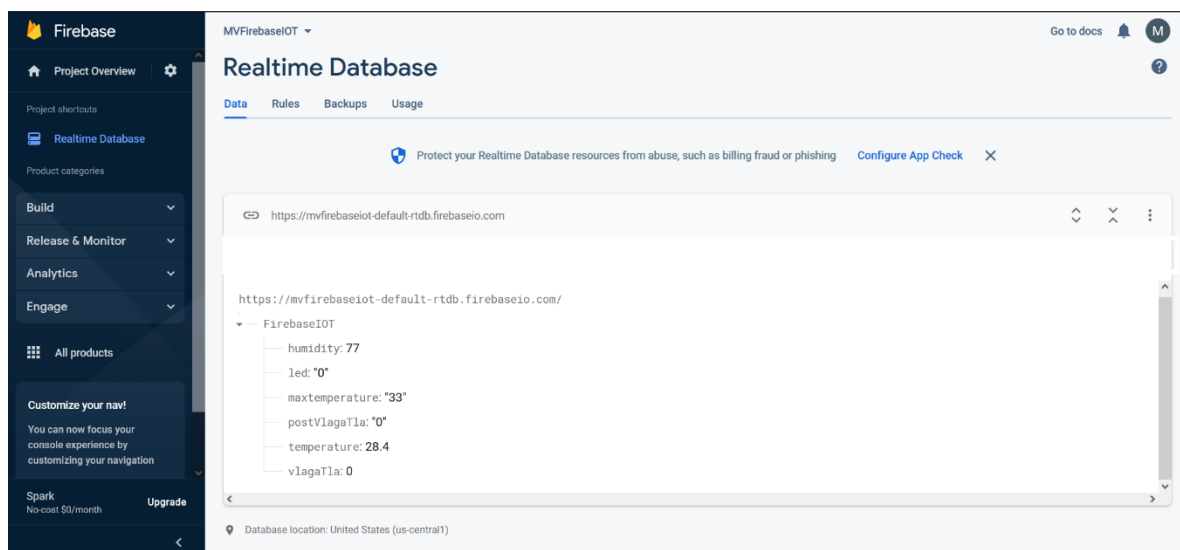 Firebase
Project Overview
Project shortcuts
Realtime Database
Product categories
Build
Release & Monitor
Analytics
Engage
All products
Customize your nav!
You can now focus your
console experience by
customizing your navigation
Spark
No-cost $0/month
Upgrade
MVFirebaseIOT
Go to docs
M
Realtime Database
Data Rules Backups Usage
Protect your Realtime Database resources from abuse, such as billing fraud or phishing Configure App Check
https://mvfirebaseiot-default-rtdb.firebaseio.com
https://mvfirebaseiot-default-rtdb.firebaseio.com/
FirebaseIOT
humidity: 77
led: "0"
maxtemperature: "33"
postVlagaTla: "0"
temperature: 28.4
vlagaTla: 0
Database location: United States (us-central1)